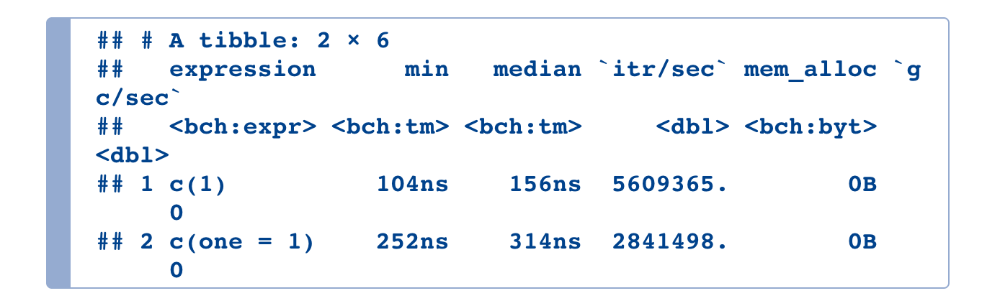 ## # A tibble: 2 × 6
##   expression      min   median `itr/sec` mem_alloc `g
c/sec`
##   <bch:expr> <bch:tm> <bch:tm>     <dbl> <bch:byt>
<dbl>
## 1 c(1)          104ns    156ns  5609365.        0B
     0
## 2 c(one = 1)    252ns    314ns  2841498.        0B
     0